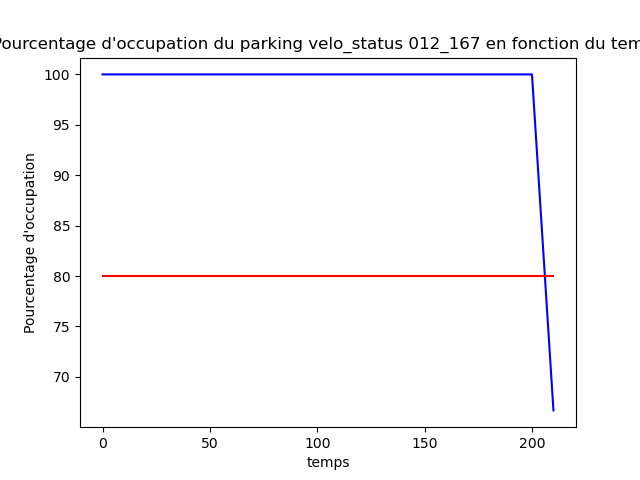 Pourcentage d'occupation du parking velo_status 012_167 en fonction du tem
100
95
90
85
80
75
70
Pourcentage d'occupation
0 50 100 150 200
temps